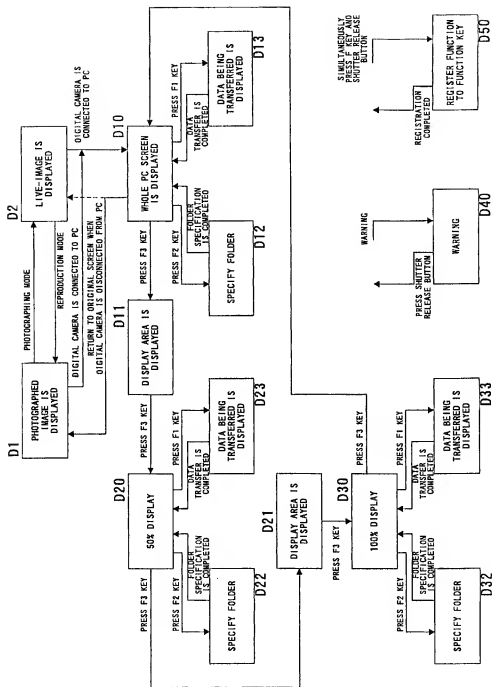 D1
PHOTOGRAPHED
IMAGE IS
DISPLAYED
PHOTOGRAPHING MODE
REPRODUCTION MODE
D2
LIVE-IMAGE IS
DISPLAYED
DIGITAL CAMERA IS CONNECTED TO PC
RETURN TO ORIGINAL SCREEN WHEN
DIGITAL CAMERA IS DISCONNECTED FROM PC
DIGITAL CAMERA IS
CONNECTED TO PC
D10
WHOLE PC SCREEN
IS DISPLAYED
PRESS F3 KEY
PRESS F2 KEY
FOLDER
SPECIFICATION
IS COMPLETED
DATA
TRANSFER IS
COMPLETED
PRESS F1 KEY
D12
SPECIFY FOLDER
D13
DATA BEING
TRANSFERRED IS
DISPLAYED
D11
DISPLAY AREA IS
DISPLAYED
PRESS F3 KEY
D20
50% DISPLAY
PRESS F3 KEY
PRESS F2 KEY
FOLDER
SPECIFICATION
IS COMPLETED
DATA
TRANSFER IS
COMPLETED
PRESS F1 KEY
D22
SPECIFY FOLDER
D23
DATA BEING
TRANSFERRED IS
DISPLAYED
D21
DISPLAY AREA IS
DISPLAYED
PRESS F3 KEY
D30
100% DISPLAY
PRESS F3 KEY
PRESS F2 KEY
FOLDER
SPECIFICATION
IS COMPLETED
DATA
TRANSFER IS
COMPLETED
PRESS F1 KEY
D32
SPECIFY FOLDER
D33
DATA BEING
TRANSFERRED IS
DISPLAYED
WARNING
PRESS SHUTTER
RELEASE BUTTON
D40
WARNING
SIMULTANEOUSLY
PRESS F KEY AND
SHUTTER RELEASE
BUTTON
REGISTRATION
COMPLETED
D50
REGISTER FUNCTION
TO FUNCTION KEY